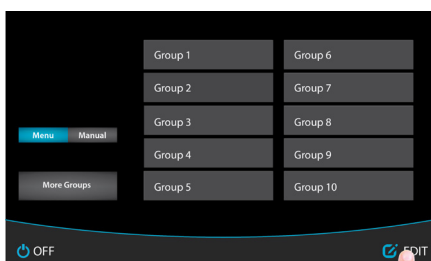 Group 1
Group 6
Group 2
Group 7
Group 3
Group 8
Menu Manual
Group 4
Group 9
More Groups
Group 5
Group 10
OFF
EDIT